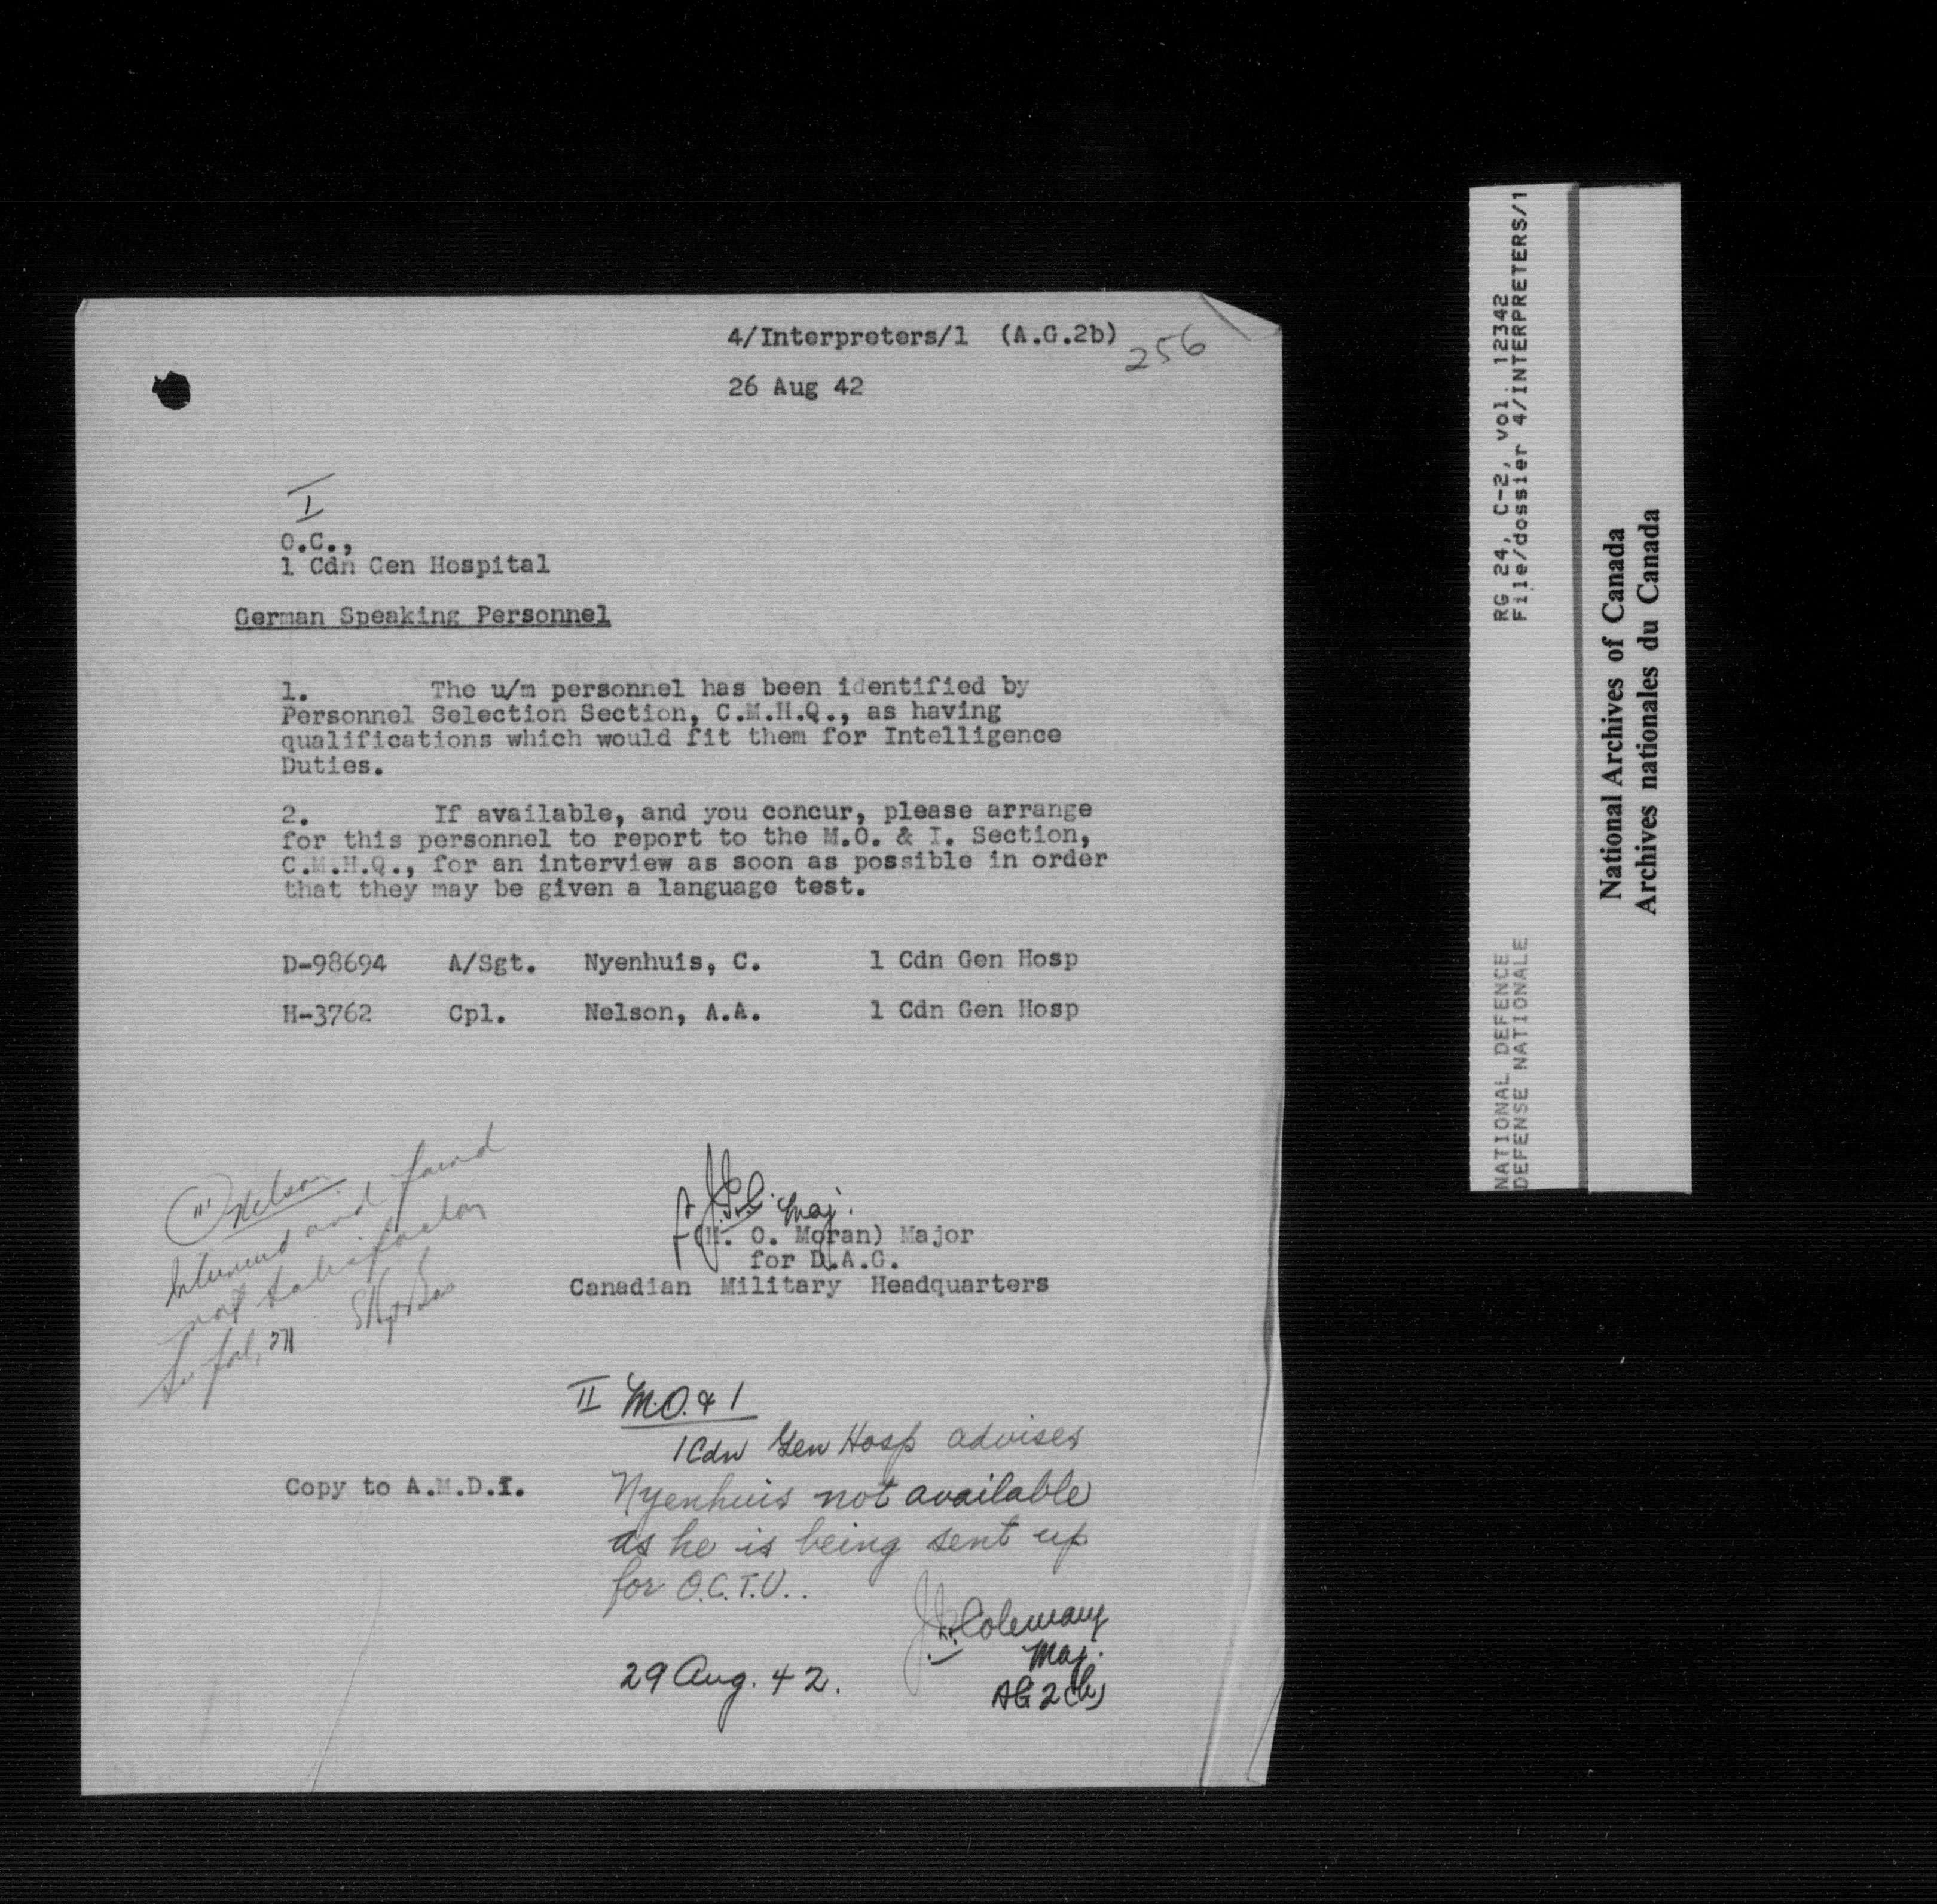 4/Interpreters/1 (A.G.2b)
256
26 Aug 42
I
O.C.,
1 Cdn Gen Hospital
German Speaking Personnel
1. The u/m personnel has been identified by
Personnel Selection Section, C.M.H.Q., as having
qualifications which would fit them for Intelligence
Duties.
2. If available, and you concur, please arrange
for this personnel to report to the M.O. & I. Section,
C.M.H.Q., for an interview as soon as possible in order
that they may be given a language test.
D-98694 A/Sgt. Nyenhuis, C. 1 Cdn Gen Hosp
H-3762 Cpl. Nelson, A.A. 1 Cdn Gen Hosp
Nelson
and found
not
Maj.
(H. O. Moran) Major
for D.A.G.
Canadian Military Headquarters
II M.O. & I
1 Cdn Gen Hosp advises
Nyenhuis not available
as he is being sent up
for O.C.T.U..
Coleman
Maj.
AG 2(b)
29 Aug. 42.
Copy to A.M.D.I.
RG 24, C-2, vol. 12342
File/dossier 4/INTERPRETERS/1
NATIONAL DEFENCE
DEFENSE NATIONALE
National Archives of Canada
Archives nationales du Canada